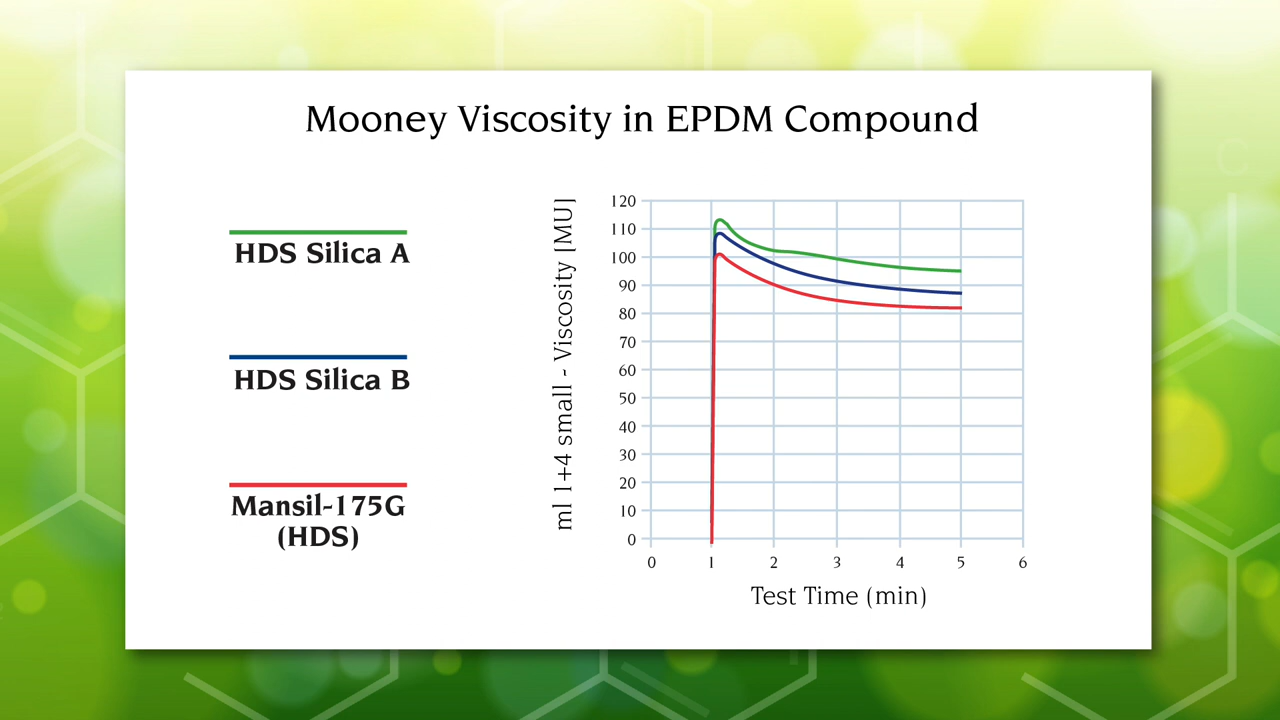 Mooney Viscosity in EPDM Compound
HDS Silica A
HDS Silica B
Mansil-175G
(HDS)
ml 1+4 small - Viscosity [MU]
120
110
100
90
80
70
60
50
40
30
20
10
0
0 1 2 3 4 5 6
Test Time (min)
C